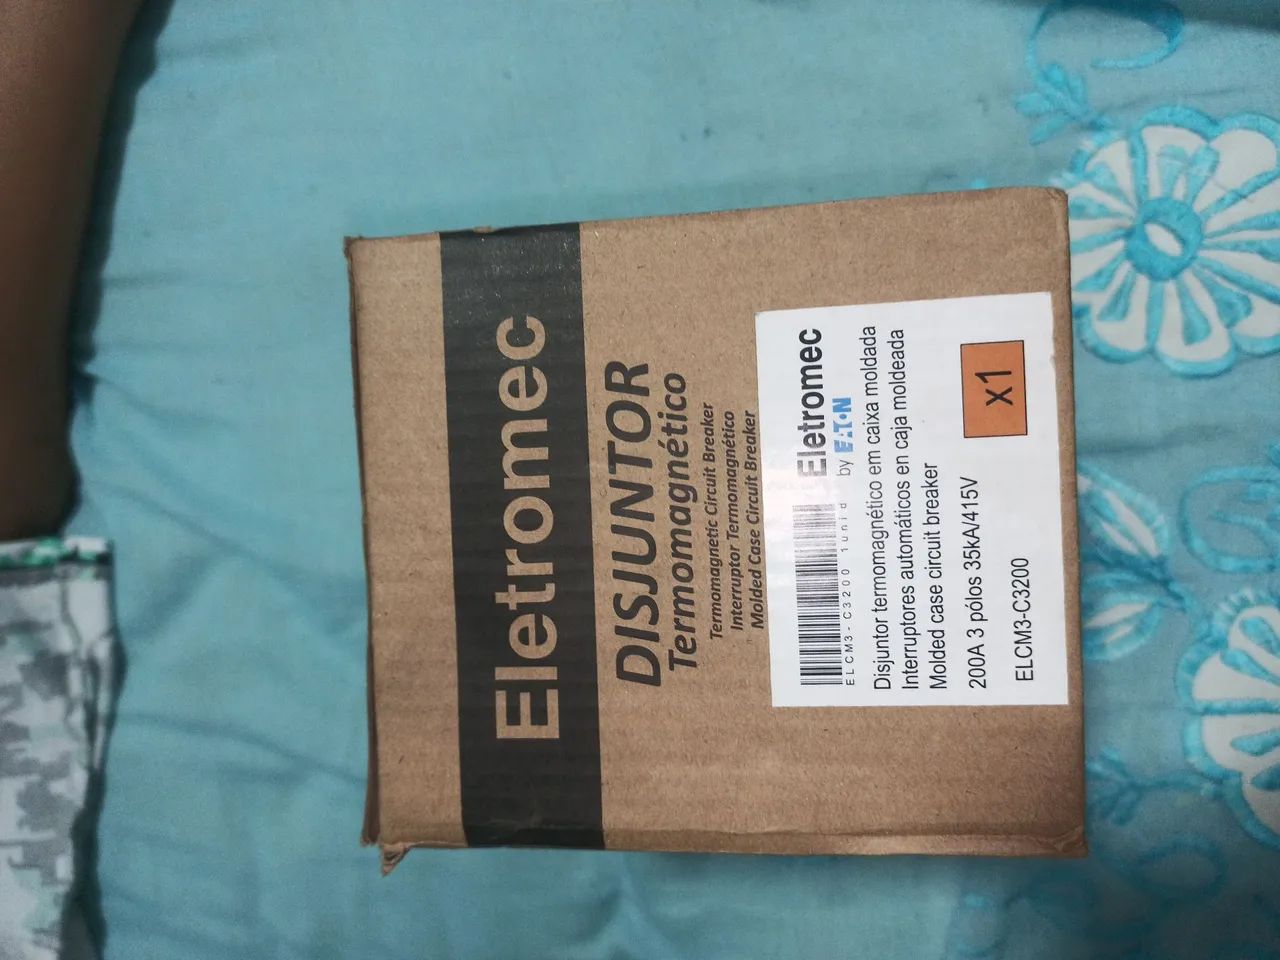 Eletromec
DISJUNTOR
Termomagnético
Termomagnetic Circuit Breaker
Interruptor Termomagnético
Molded Case Circuit Breaker
Eletromec
by EATON
ELCM3-C3200 1unid
Disjuntor termomagnético em caixa moldada
Interruptores automáticos en caja moldeada
Molded case circuit breaker
200A 3 pólos 35kA/415V
x1
ELCM3-C3200